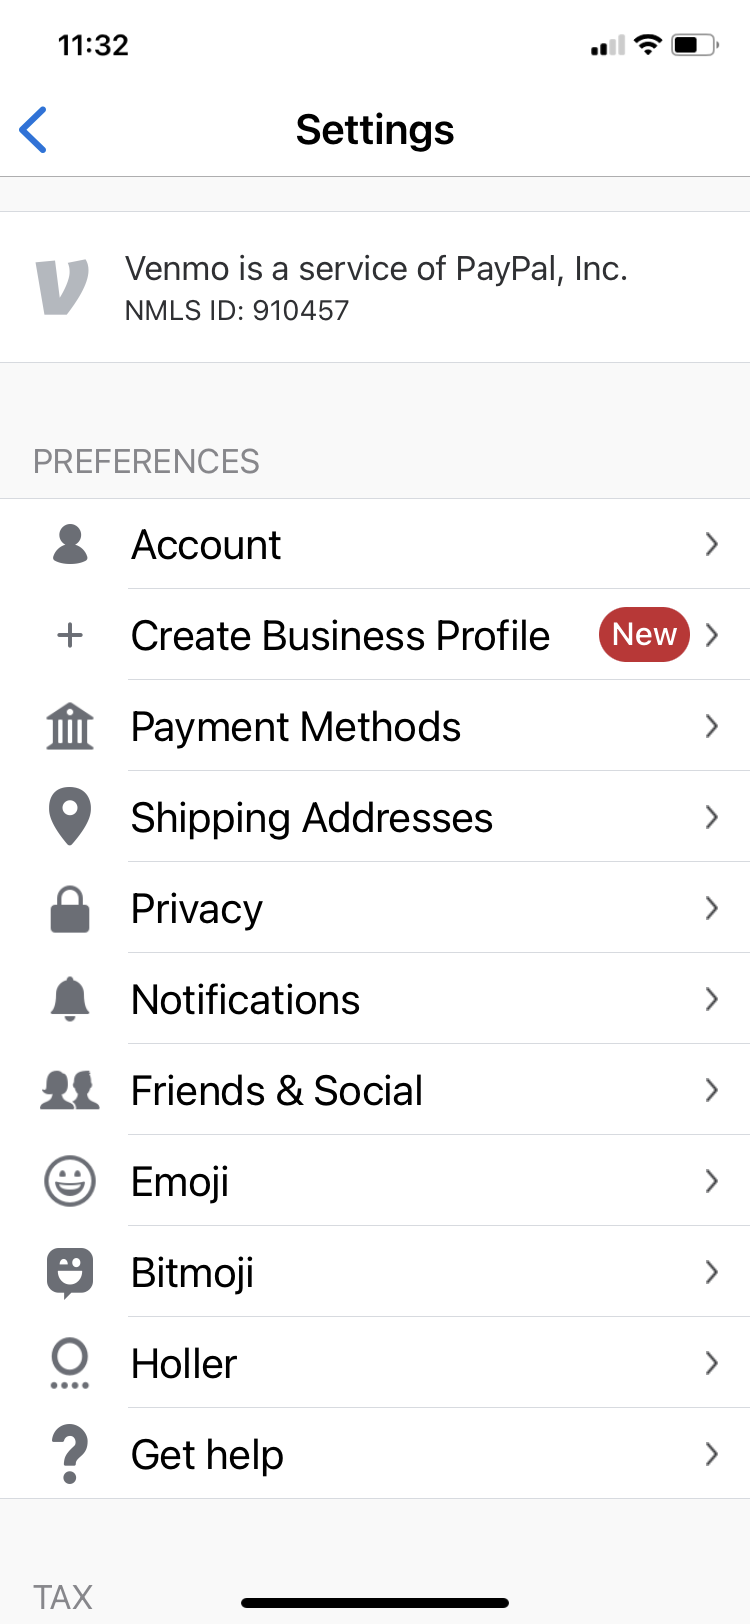 11:32
Settings
Venmo is a service of PayPal, Inc.
NMLS ID: 910457
PREFERENCES
Account
Create Business Profile New
Payment Methods
Shipping Addresses
Privacy
Notifications
Friends & Social
Emoji
Bitmoji
Holler
Get help
TAX